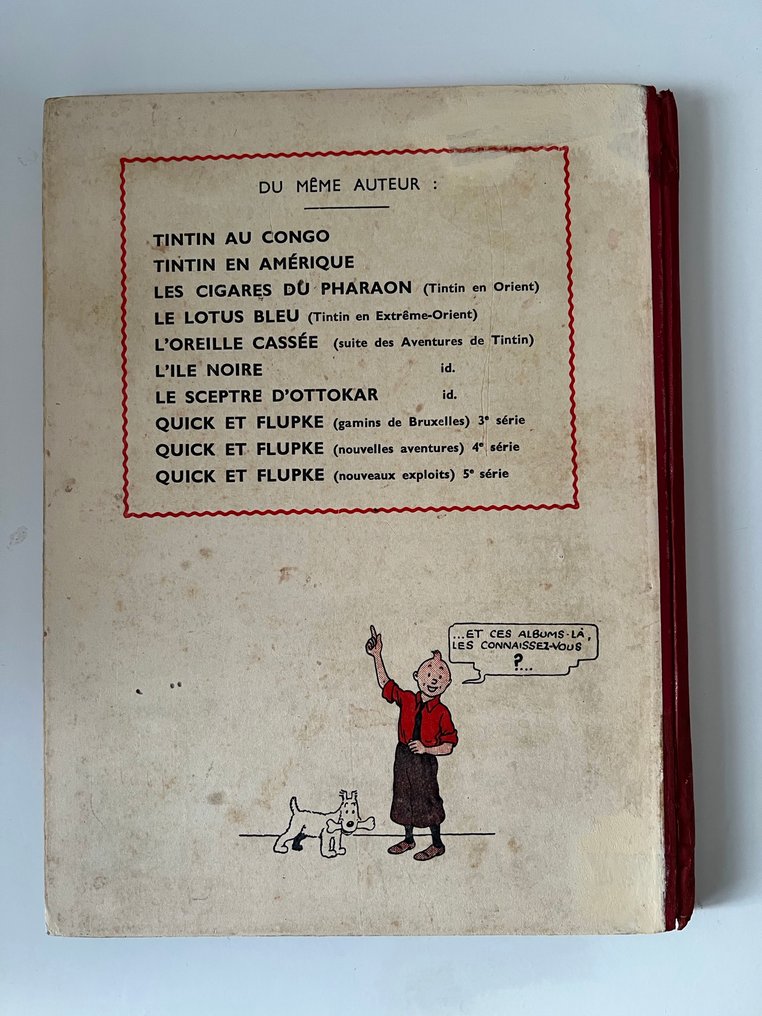 DU MÊME AUTEUR :
TINTIN AU CONGO
TINTIN EN AMÉRIQUE
LES CIGARES DU PHARAON (Tintin en Orient)
LE LOTUS BLEU (Tintin en Extrême-Orient)
L'OREILLE CASSÉE (suite des Aventures de Tintin)
L'ILE NOIRE id.
LE SCEPTRE D'OTTOKAR id.
QUICK ET FLUPKE (gamins de Bruxelles) 3e série
QUICK ET FLUPKE (nouvelles aventures) 4e série
QUICK ET FLUPKE (nouveaux exploits) 5e série
...ET CES ALBUMS-LÀ,
LES CONNAISSEZ-VOUS
?...